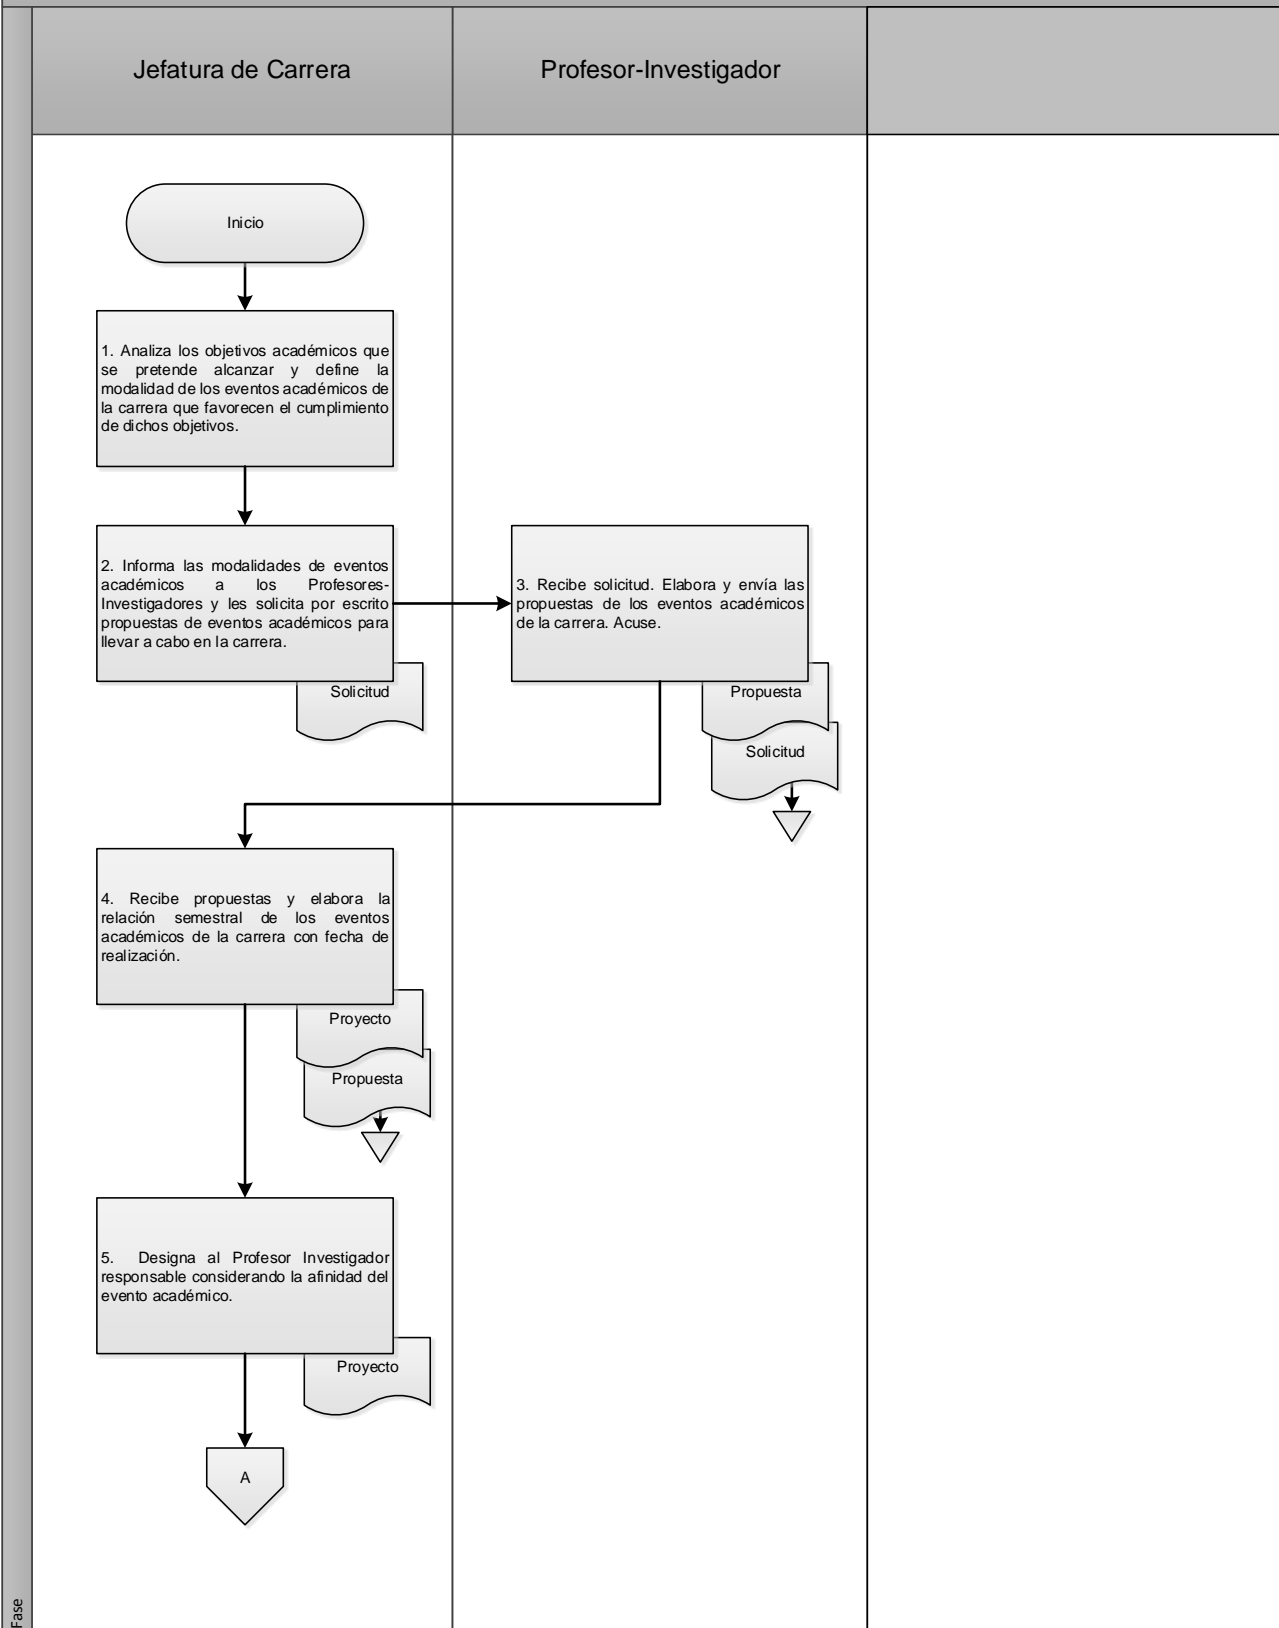 Jefatura de Carrera
Profesor-Investigador
Inicio
1. Analiza los objetivos académicos que
se pretende alcanzar y define la
modalidad de los eventos académicos de
la carrera que favorecen el cumplimiento
de dichos objetivos.
2. Informa las modalidades de eventos
académicos a los Profesores-
Investigadores y les solicita por escrito
propuestas de eventos académicos para
llevar a cabo en la carrera.
Solicitud
3. Recibe solicitud. Elabora y envía las
propuestas de los eventos académicos
de la carrera. Acuse.
Propuesta
Solicitud
4. Recibe propuestas y elabora la
relación semestral de los eventos
académicos de la carrera con fecha de
realización.
Proyecto
Propuesta
5. Designa al Profesor Investigador
responsable considerando la afinidad del
evento académico.
Proyecto
A
Fase